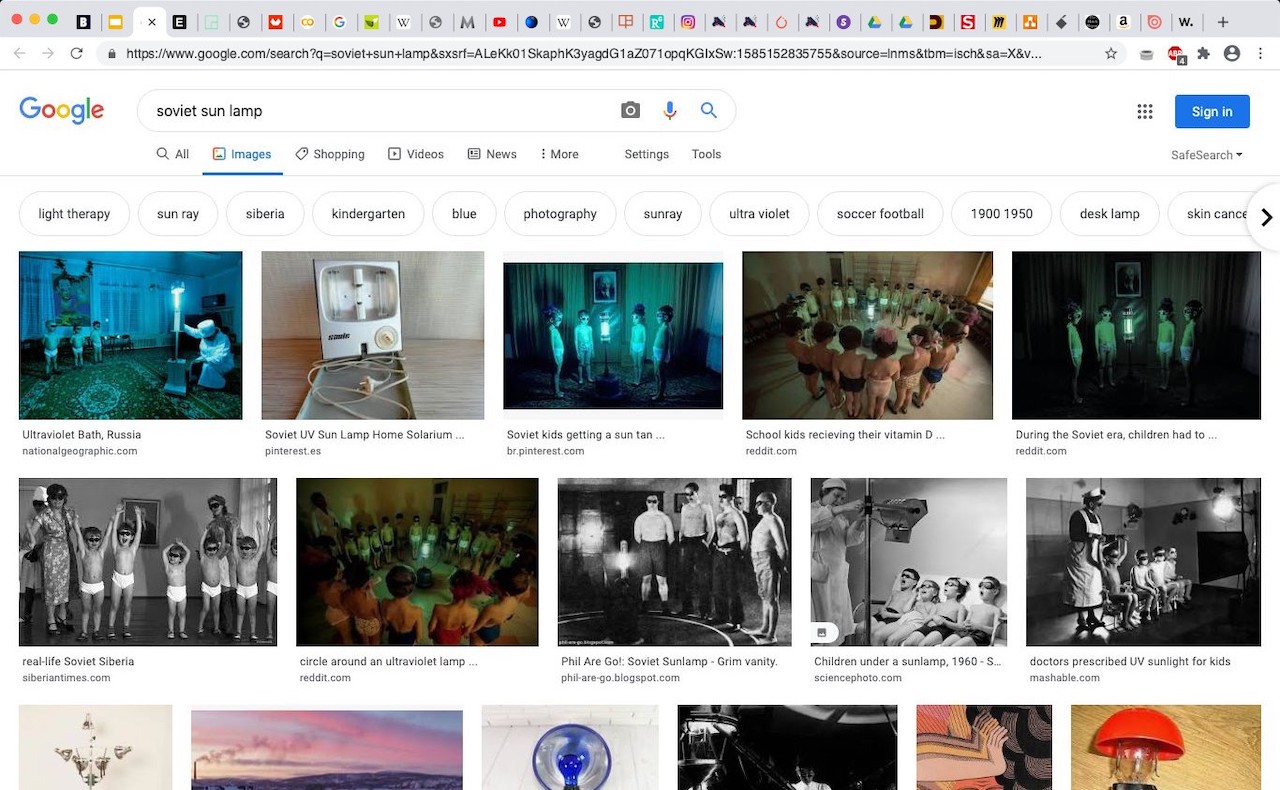 https://www.google.com/search?q=soviet+sun+lamp&sxsrf=ALeKk01SkaphK3yagdG1aZ071opqKGIxSw:1585152835755&source=lnms&tbm=isch&sa=X&v...
ABP
4
Google
soviet sun lamp
Sign in
All
Images
Shopping
Videos
News
More
Settings
Tools
SafeSearch
light therapy
sun ray
siberia
kindergarten
blue
photography
sunray
ultra violet
soccer football
1900 1950
desk lamp
skin cance
Ultraviolet Bath, Russia
nationalgeographic.com
Soviet UV Sun Lamp Home Solarium ...
pinterest.es
Soviet kids getting a sun tan ...
br.pinterest.com
School kids recieving their vitamin D ...
reddit.com
During the Soviet era, children had to ...
reddit.com
real-life Soviet Siberia
siberiantimes.com
circle around an ultraviolet lamp ...
reddit.com
phil-are-go.blogspot.com
Phil Are Go!: Soviet Sunlamp - Grim vanity.
phil-are-go.blogspot.com
Children under a sunlamp, 1960 - S...
sciencephoto.com
doctors prescribed UV sunlight for kids
mashable.com